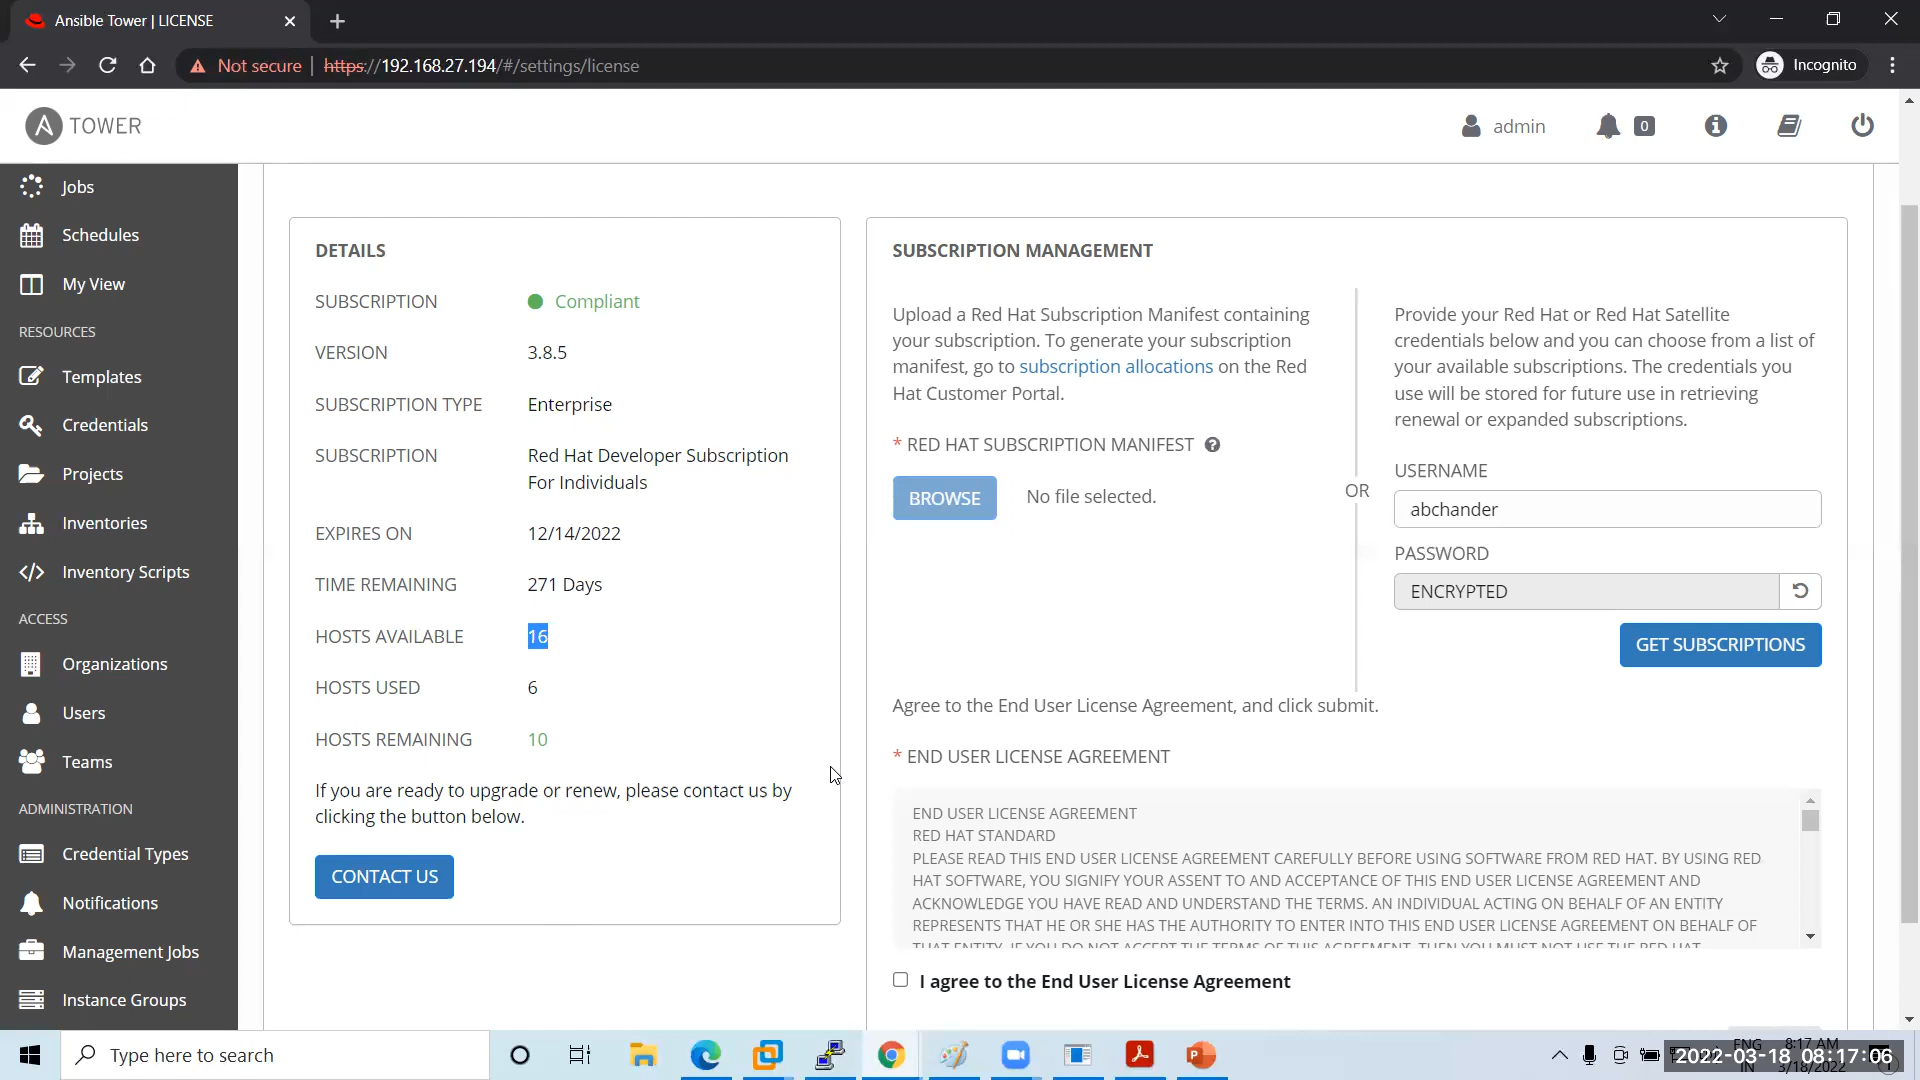 Ansible Tower | LICENSE
Not secure | https://192.168.27.194/#/settings/license
Incognito
TOWER
admin
0
Jobs
Schedules
My View
RESOURCES
Templates
Credentials
Projects
Inventories
Inventory Scripts
ACCESS
Organizations
Users
Teams
ADMINISTRATION
Credential Types
Notifications
Management Jobs
Instance Groups
DETAILS
SUBSCRIPTION Compliant
VERSION 3.8.5
SUBSCRIPTION TYPE Enterprise
SUBSCRIPTION Red Hat Developer Subscription
For Individuals
EXPIRES ON 12/14/2022
TIME REMAINING 271 Days
HOSTS AVAILABLE 16
HOSTS USED 6
HOSTS REMAINING 10
If you are ready to upgrade or renew, please contact us by
clicking the button below.
CONTACT US
SUBSCRIPTION MANAGEMENT
Upload a Red Hat Subscription Manifest containing
your subscription. To generate your subscription
manifest, go to subscription allocations on the Red
Hat Customer Portal.
* RED HAT SUBSCRIPTION MANIFEST
BROWSE No file selected.
OR
Provide your Red Hat or Red Hat Satellite
credentials below and you can choose from a list of
your available subscriptions. The credentials you
use will be stored for future use in retrieving
renewal or expanded subscriptions.
USERNAME
abchander
PASSWORD
ENCRYPTED
GET SUBSCRIPTIONS
Agree to the End User License Agreement, and click submit.
* END USER LICENSE AGREEMENT
END USER LICENSE AGREEMENT
RED HAT STANDARD
PLEASE READ THIS END USER LICENSE AGREEMENT CAREFULLY BEFORE USING SOFTWARE FROM RED HAT. BY USING RED
HAT SOFTWARE, YOU SIGNIFY YOUR ASSENT TO AND ACCEPTANCE OF THIS END USER LICENSE AGREEMENT AND
ACKNOWLEDGE YOU HAVE READ AND UNDERSTAND THE TERMS. AN INDIVIDUAL ACTING ON BEHALF OF AN ENTITY
REPRESENTS THAT HE OR SHE HAS THE AUTHORITY TO ENTER INTO THIS END USER LICENSE AGREEMENT ON BEHALF OF
THAT ENTITY. IF YOU DO NOT ACCEPT THE TERMS OF THIS AGREEMENT, THEN YOU MUST NOT USE THE RED HAT
I agree to the End User License Agreement
Type here to search
ENG
IN
8:17 AM
3/18/2022
2022-03-18 08:17:06